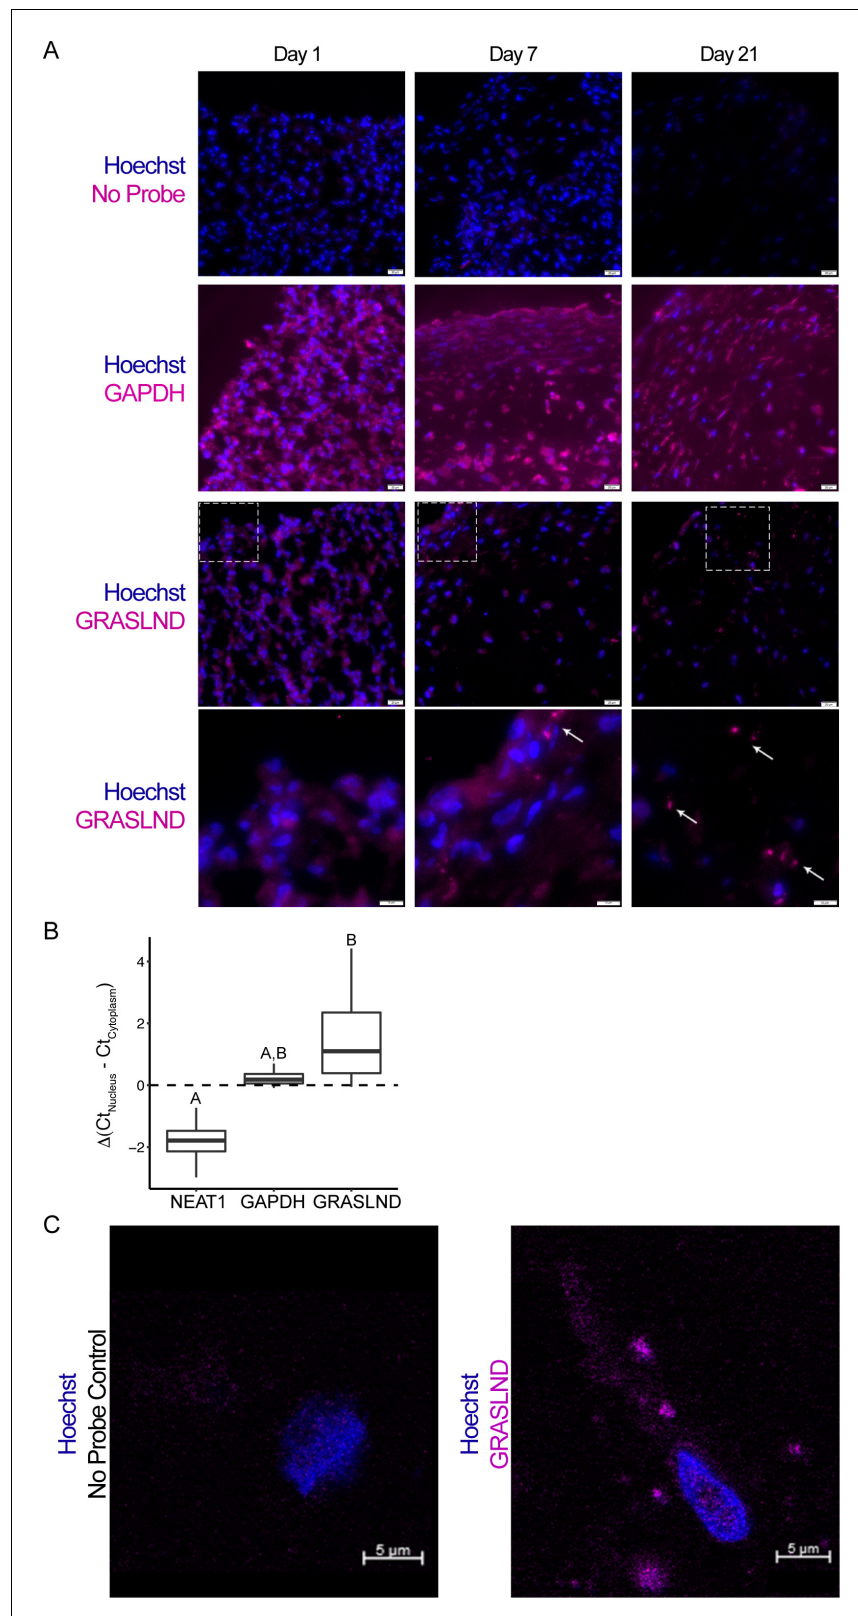 A
Day 1 Day 7 Day 21
Hoechst
No Probe
Hoechst
GAPDH
Hoechst
GRASLND
Hoechst
GRASLND
B
Δ(CtNucleus - CtCytoplasm)
4
2
0
−2
A
A,B
B
NEAT1 GAPDH GRASLND
C
Hoechst
No Probe Control
5 µm
Hoechst
GRASLND
5 µm